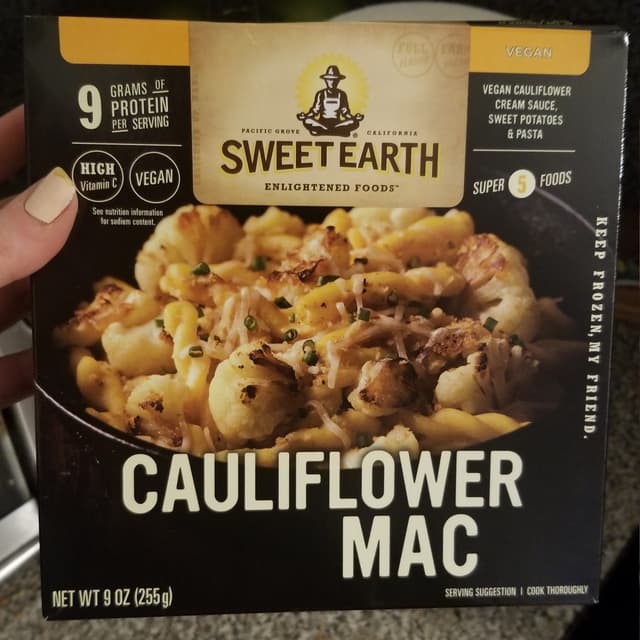 VEGAN
9 GRAMS OF
PROTEIN
PER SERVING
HIGH
Vitamin C
VEGAN
See nutrition information
for sodium content.
PACIFIC GROVE CALIFORNIA
SWEET EARTH
®
ENLIGHTENED FOODS™
VEGAN CAULIFLOWER
CREAM SAUCE,
SWEET POTATOES
& PASTA
SUPER 5 FOODS
KEEP FROZEN, MY FRIEND.
CAULIFLOWER
MAC
NET WT 9 OZ (255g)
SERVING SUGGESTION | COOK THOROUGHLY